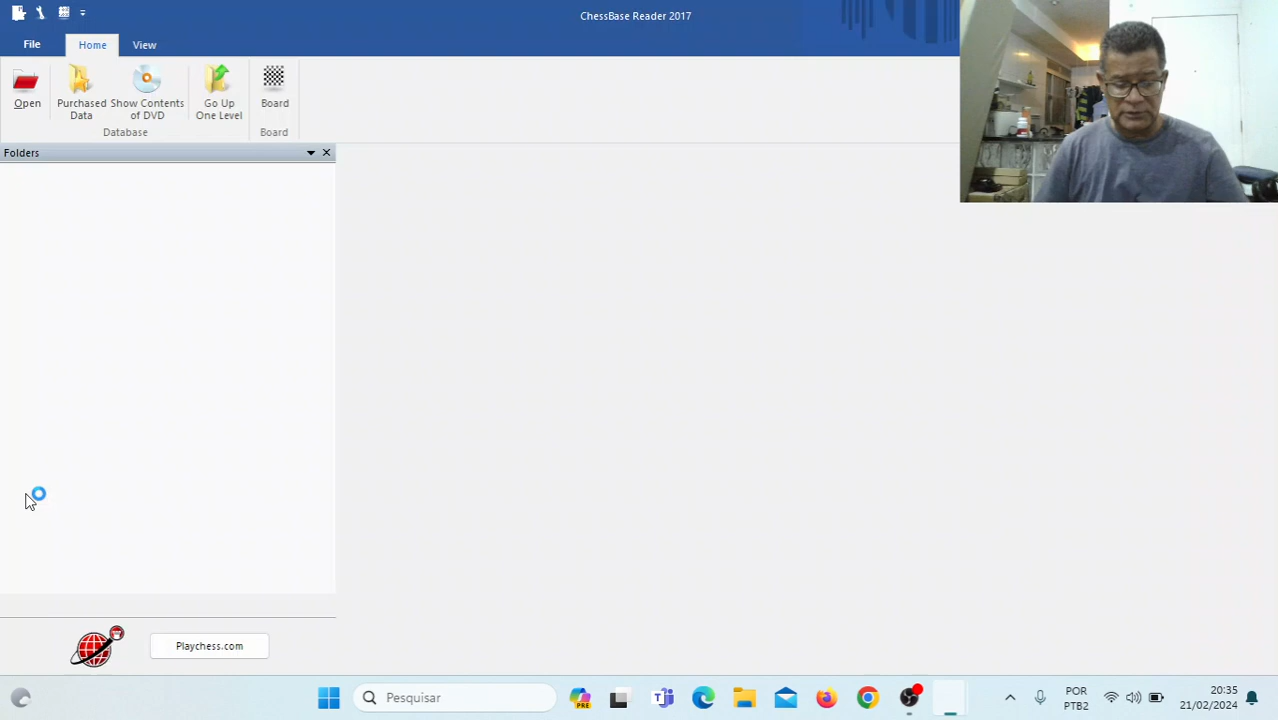 ChessBase Reader 2017
File
Home
View
Open
Purchased
Data
Show Contents
of DVD
Go Up
One Level
Board
Database
Board
Folders
Playchess.com
Pesquisar
PRE
POR
PTB2
20:35
21/02/2024